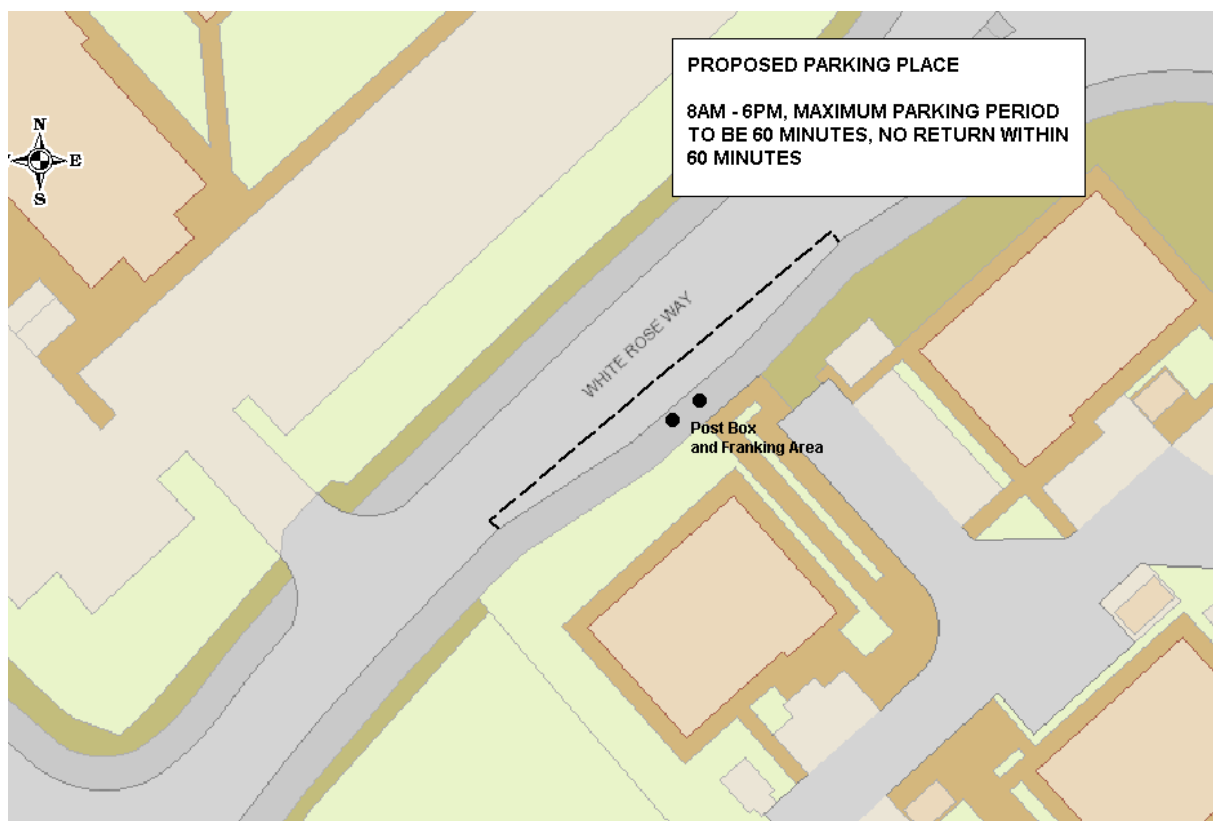 PROPOSED PARKING PLACE
8AM - 6PM, MAXIMUM PARKING PERIOD
TO BE 60 MINUTES, NO RETURN WITHIN
60 MINUTES
N
E
S
WHITE ROSE WAY
Post Box
and Franking Area